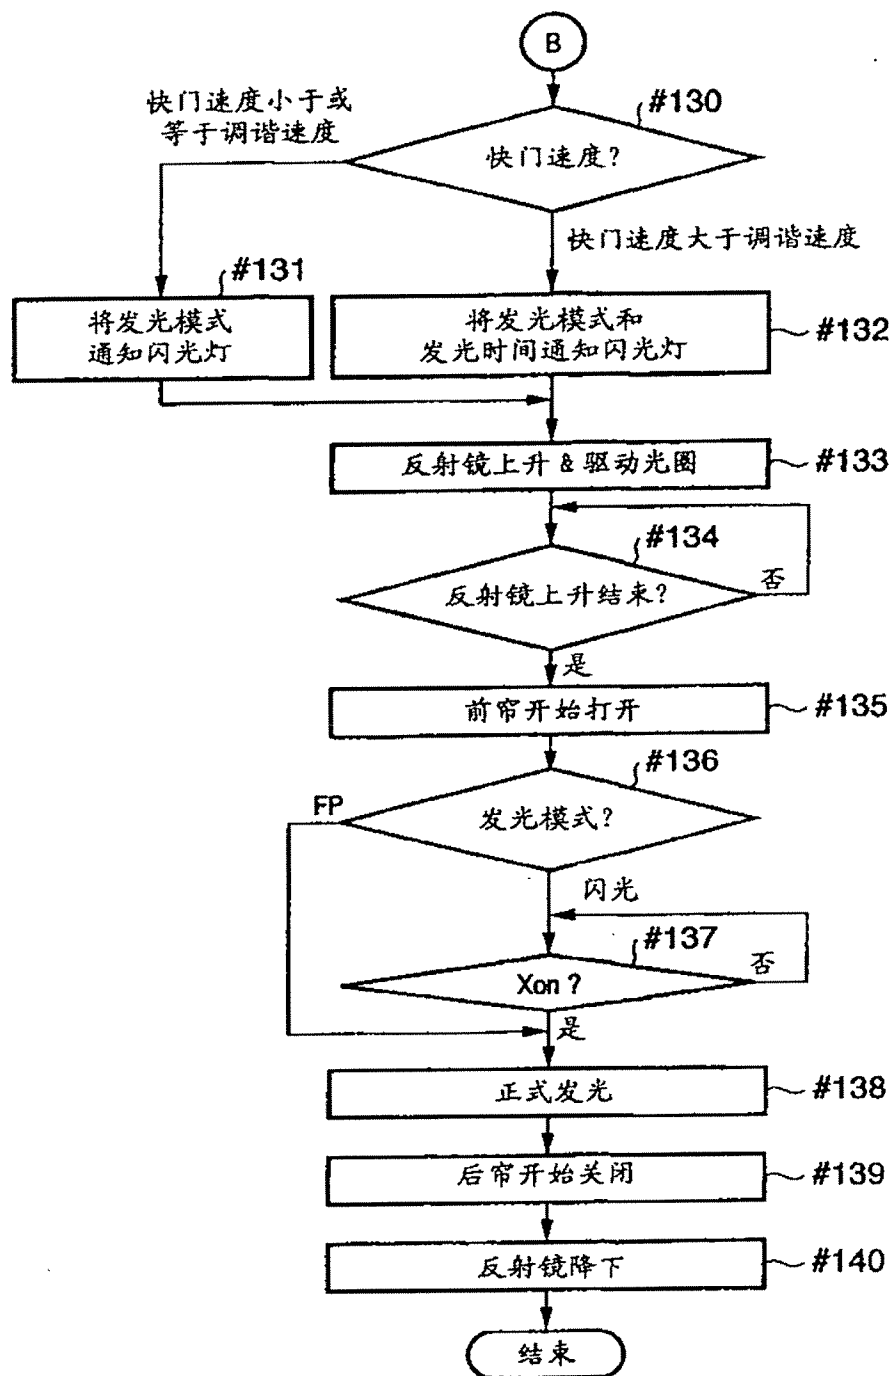 B
#130
快门速度小于或
等于调谐速度
快门速度?
快门速度大于调谐速度
#131
将发光模式
通知闪光灯
将发光模式和
发光时间通知闪光灯
#132
反射镜上升 & 驱动光圈
#133
#134
反射镜上升结束?
否
是
前帘开始打开
#135
#136
FP
发光模式?
闪光
#137
Xon ?
否
是
正式发光
#138
后帘开始关闭
#139
反射镜降下
#140
结束